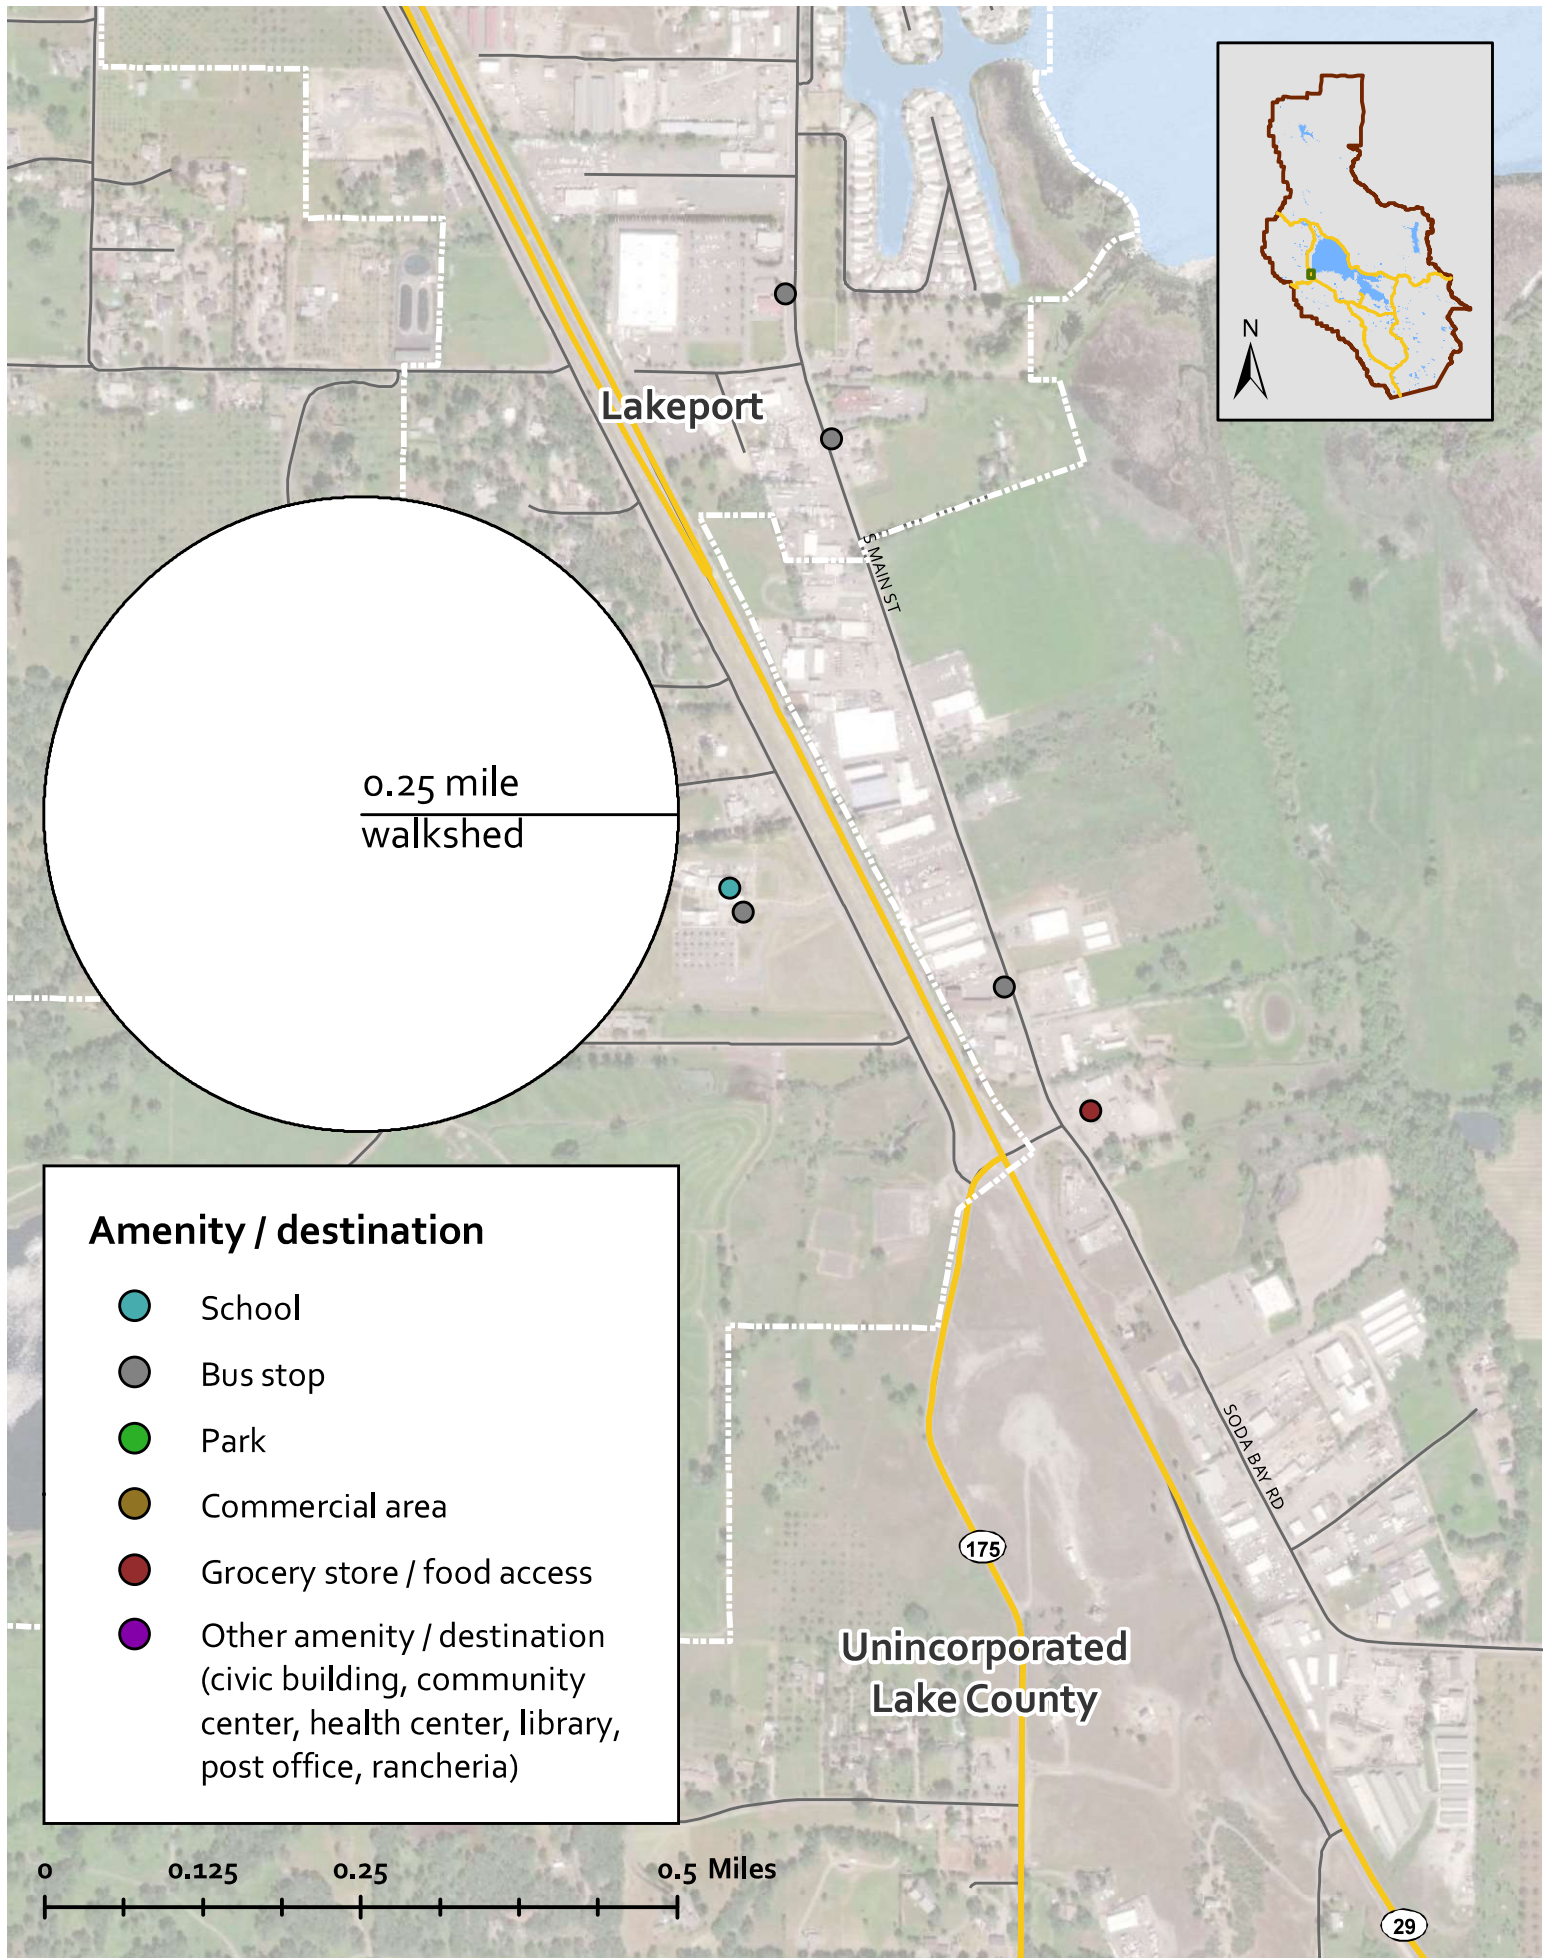 N
Lakeport
S MAIN ST
0.25 mile
walkshed
Amenity / destination
School
Bus stop
Park
Commercial area
Grocery store / food access
Other amenity / destination
(civic building, community
center, health center, library,
post office, rancheria)
SODA BAY RD
175
Unincorporated
Lake County
0 0.125 0.25 0.5 Miles
29